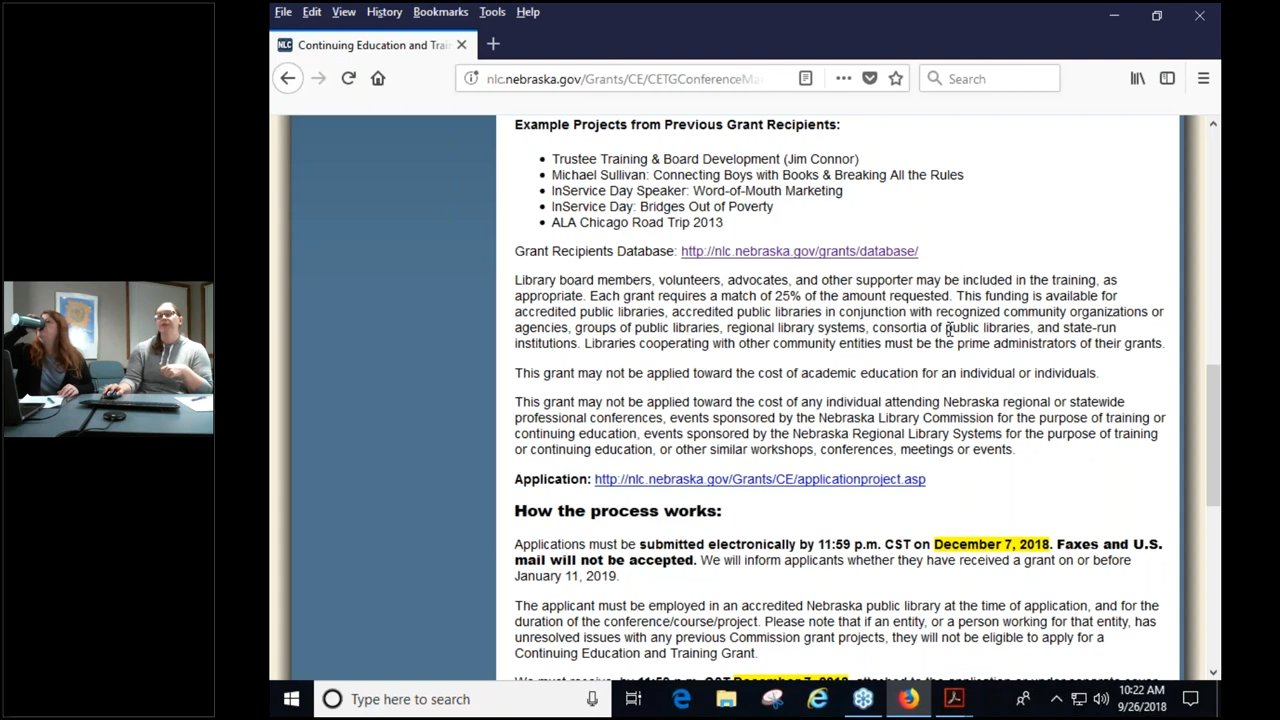 File Edit View History Bookmarks Tools Help
NLC Continuing Education and Trai
nlc.nebraska.gov/Grants/CE/CETGConferenceMa
Search
Example Projects from Previous Grant Recipients:
• Trustee Training & Board Development (Jim Connor)
• Michael Sullivan: Connecting Boys with Books & Breaking All the Rules
• InService Day Speaker: Word-of-Mouth Marketing
• InService Day: Bridges Out of Poverty
• ALA Chicago Road Trip 2013
Grant Recipients Database: http://nlc.nebraska.gov/grants/database/
Library board members, volunteers, advocates, and other supporter may be included in the training, as
appropriate. Each grant requires a match of 25% of the amount requested. This funding is available for
accredited public libraries, accredited public libraries in conjunction with recognized community organizations or
agencies, groups of public libraries, regional library systems, consortia of public libraries, and state-run
institutions. Libraries cooperating with other community entities must be the prime administrators of their grants.
This grant may not be applied toward the cost of academic education for an individual or individuals.
This grant may not be applied toward the cost of any individual attending Nebraska regional or statewide
professional conferences, events sponsored by the Nebraska Library Commission for the purpose of training or
continuing education, events sponsored by the Nebraska Regional Library Systems for the purpose of training
or continuing education, or other similar workshops, conferences, meetings or events.
Application: http://nlc.nebraska.gov/Grants/CE/applicationproject.asp
How the process works:
Applications must be submitted electronically by 11:59 p.m. CST on December 7, 2018. Faxes and U.S.
mail will not be accepted. We will inform applicants whether they have received a grant on or before
January 11, 2019.
The applicant must be employed in an accredited Nebraska public library at the time of application, and for the
duration of the conference/course/project. Please note that if an entity, or a person working for that entity, has
unresolved issues with any previous Commission grant projects, they will not be eligible to apply for a
Continuing Education and Training Grant.
We must receive, by 11:59 p.m. CST December 7, 2018,
Type here to search
10:22 AM
9/26/2018